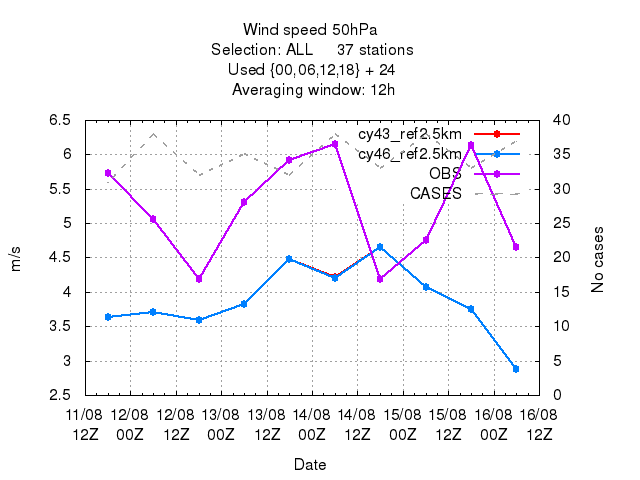 Wind speed 50hPa
Selection: ALL     37 stations
Used {00,06,12,18} + 24
Averaging window: 12h
6.5
6
5.5
5
4.5
4
3.5
3
2.5
40
35
30
25
20
15
10
5
0
cy43_ref2.5km
cy46_ref2.5km
OBS
CASES
m/s
No cases
11/08 12/08 12/08 13/08 13/08 14/08 14/08 15/08 15/08 16/08 16/08
12Z 00Z 12Z 00Z 12Z 00Z 12Z 00Z 12Z 00Z 12Z
Date